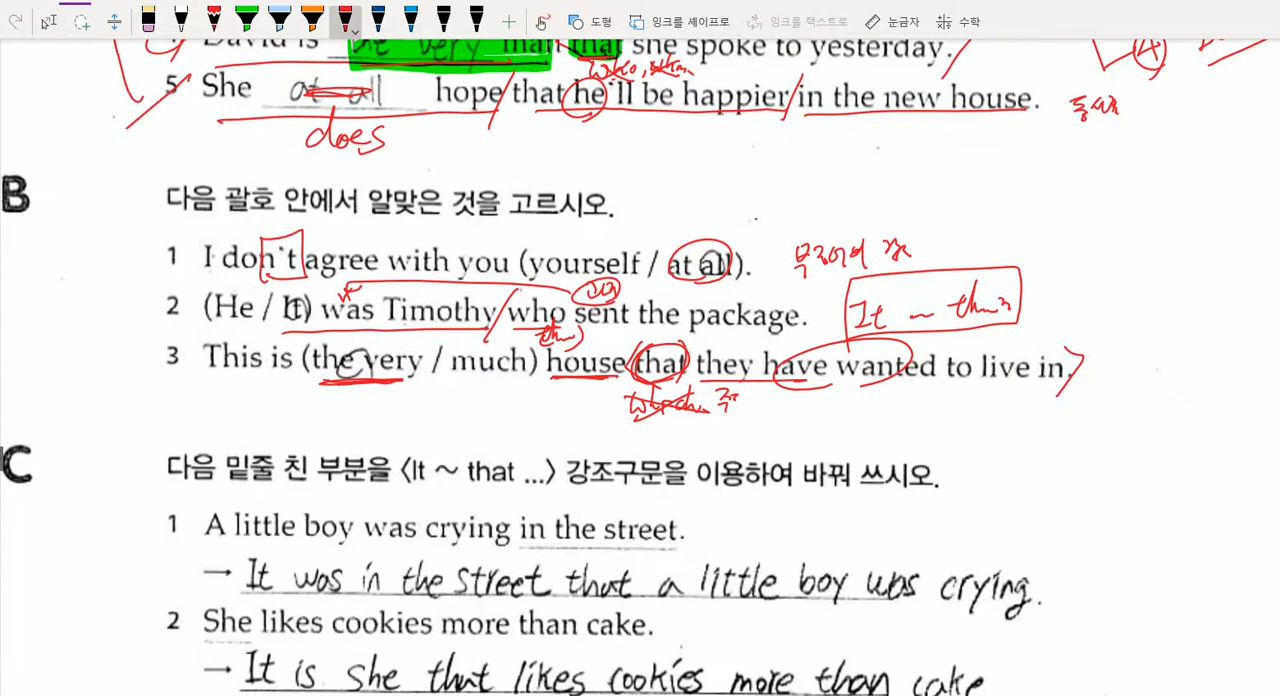 도형 잉크를 셰이프로 잉크를 텍스트로 눈금자 수학
David is the very man that she spoke to yesterday.
who
5 She at all hope that he'll be happier in the new house.
does
B 다음 괄호 안에서 알맞은 것을 고르시오.
1 I don't agree with you (yourself / at all).
2 (He / It) was Timothy who sent the package.
It ~ that
3 This is (the very / much) house that they have wanted to live in.
C 다음 밑줄 친 부분을 〈It ~ that ...〉 강조구문을 이용하여 바꿔 쓰시오.
1 A little boy was crying in the street.
→ It was in the street that a little boy was crying.
2 She likes cookies more than cake.
→ It is she that likes cookies more than cake